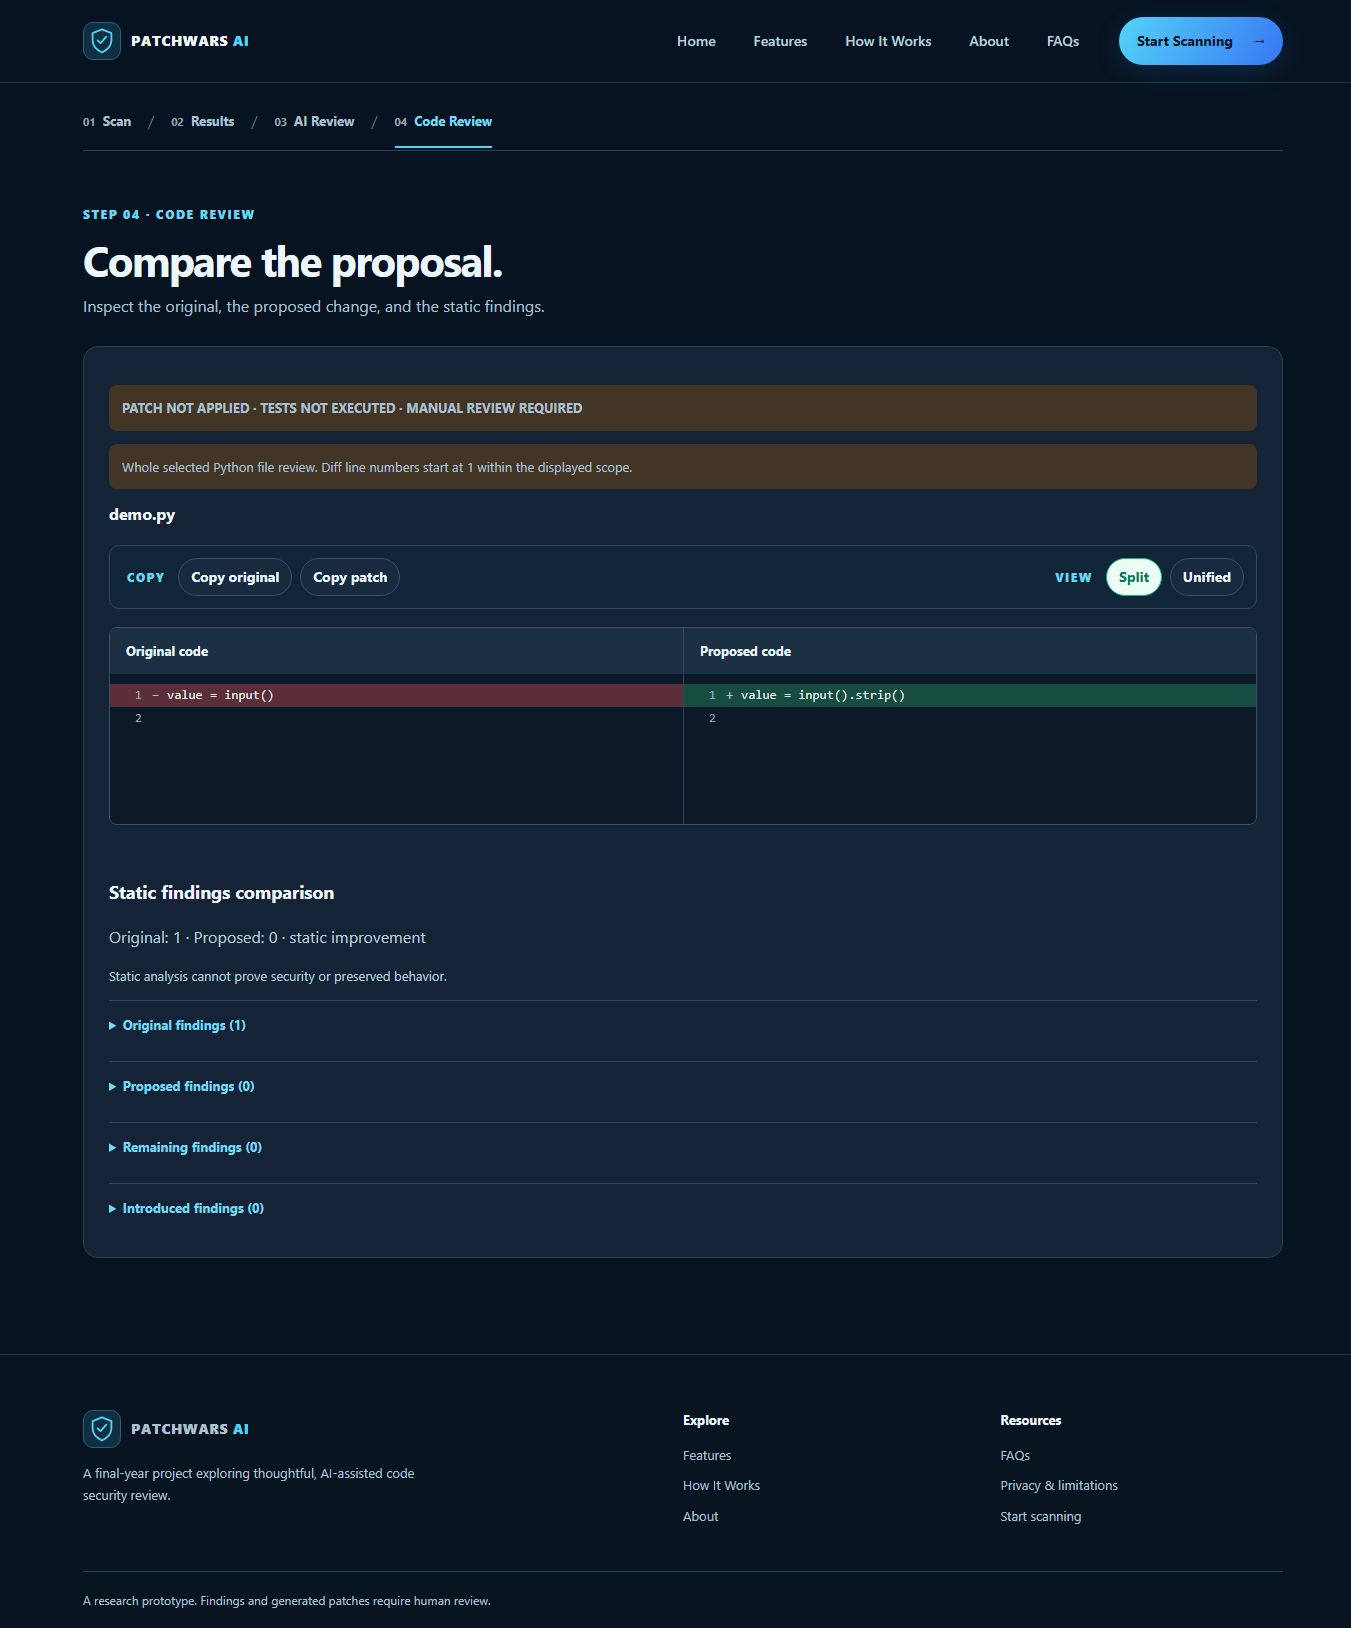 PATCHWARS AI
Home
Features
How It Works
About
FAQs
Start Scanning →
01 Scan / 02 Results / 03 AI Review / 04 Code Review
STEP 04 · CODE REVIEW
Compare the proposal.
Inspect the original, the proposed change, and the static findings.
PATCH NOT APPLIED · TESTS NOT EXECUTED · MANUAL REVIEW REQUIRED
Whole selected Python file review. Diff line numbers start at 1 within the displayed scope.
demo.py
COPY
Copy original
Copy patch
VIEW
Split
Unified
Original code
1 − value = input()
2
Proposed code
1 + value = input().strip()
2
Static findings comparison
Original: 1 · Proposed: 0 · static improvement
Static analysis cannot prove security or preserved behavior.
▶ Original findings (1)
▶ Proposed findings (0)
▶ Remaining findings (0)
▶ Introduced findings (0)
PATCHWARS AI
A final-year project exploring thoughtful, AI-assisted code
security review.
Explore
Features
How It Works
About
Resources
FAQs
Privacy & limitations
Start scanning
A research prototype. Findings and generated patches require human review.